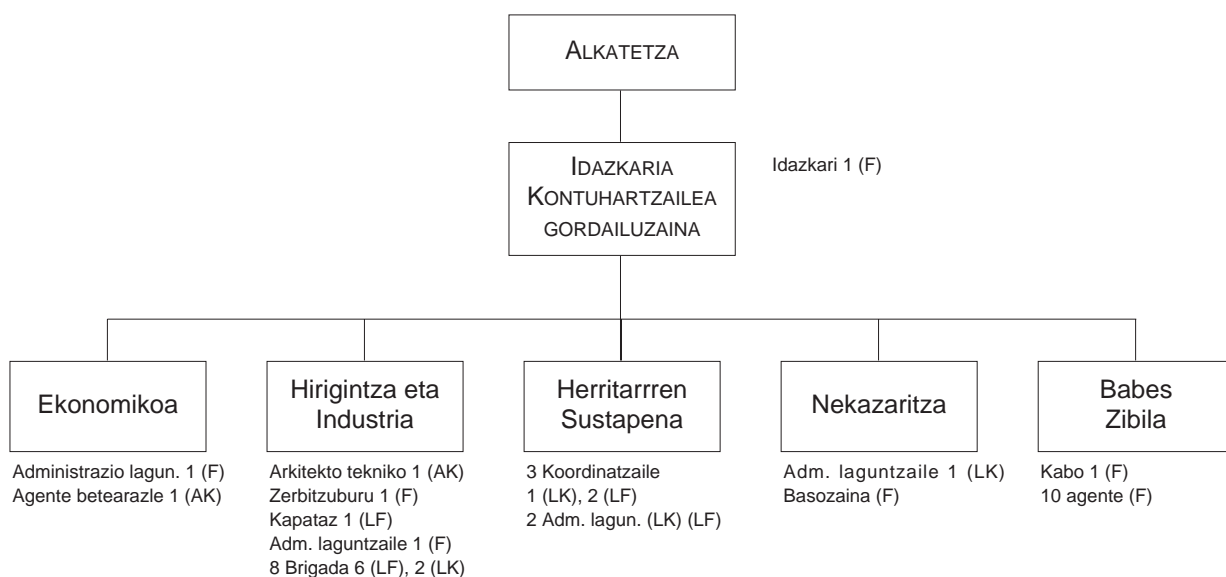 ALKATETZA
IDAZKARIA
KONTUHARTZAILEA
GORDAILUZAINA
Idazkari 1 (F)
Ekonomikoa
Administrazio lagun. 1 (F)
Agente betearazle 1 (AK)
Hirigintza eta
Industria
Arkitekto tekniko 1 (AK)
Zerbitzuburu 1 (F)
Kapataz 1 (LF)
Adm. laguntzaile 1 (F)
8 Brigada 6 (LF), 2 (LK)
Herritarrren
Sustapena
3 Koordinatzaile
1 (LK), 2 (LF)
2 Adm. lagun. (LK) (LF)
Nekazaritza
Adm. laguntzaile 1 (LK)
Basozaina (F)
Babes
Zibila
Kabo 1 (F)
10 agente (F)